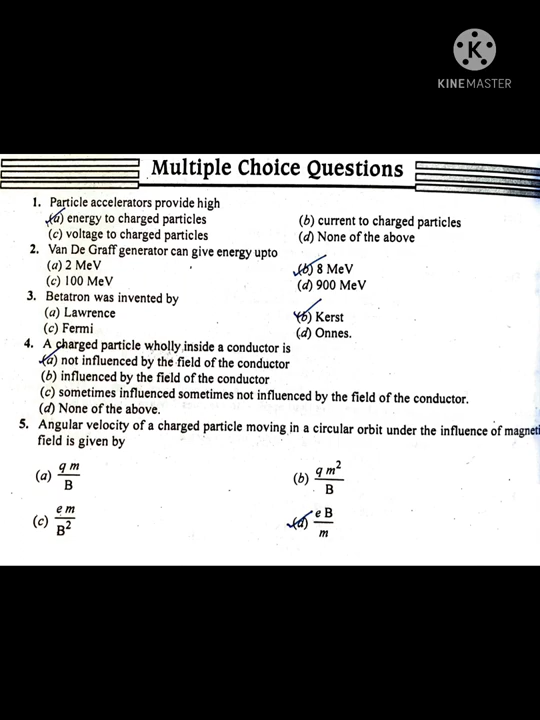 KINEMASTER
Multiple Choice Questions
1. Particle accelerators provide high
(a) energy to charged particles (b) current to charged particles
(c) voltage to charged particles (d) None of the above
2. Van De Graff generator can give energy upto
(a) 2 MeV (b) 8 MeV
(c) 100 MeV (d) 900 MeV
3. Betatron was invented by
(a) Lawrence (b) Kerst
(c) Fermi (d) Onnes.
4. A charged particle wholly inside a conductor is
(a) not influenced by the field of the conductor
(b) influenced by the field of the conductor
(c) sometimes influenced sometimes not influenced by the field of the conductor.
(d) None of the above.
5. Angular velocity of a charged particle moving in a circular orbit under the influence of magneti
field is given by
(a) q m / B (b) q m² / B
(c) e m / B² (d) e B / m